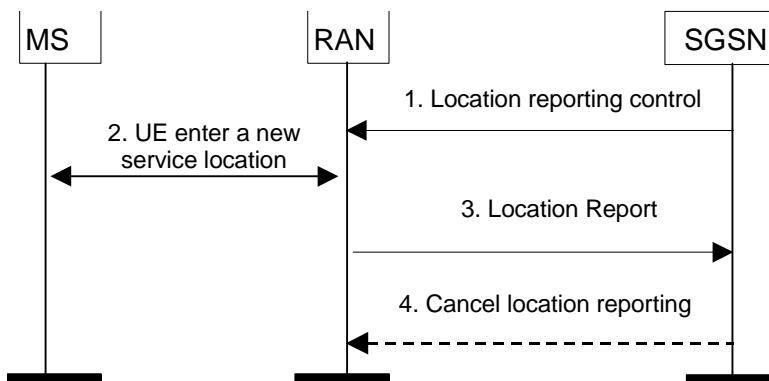 MS
RAN
SGSN
1. Location reporting control
2. UE enter a new
service location
3. Location Report
4. Cancel location reporting